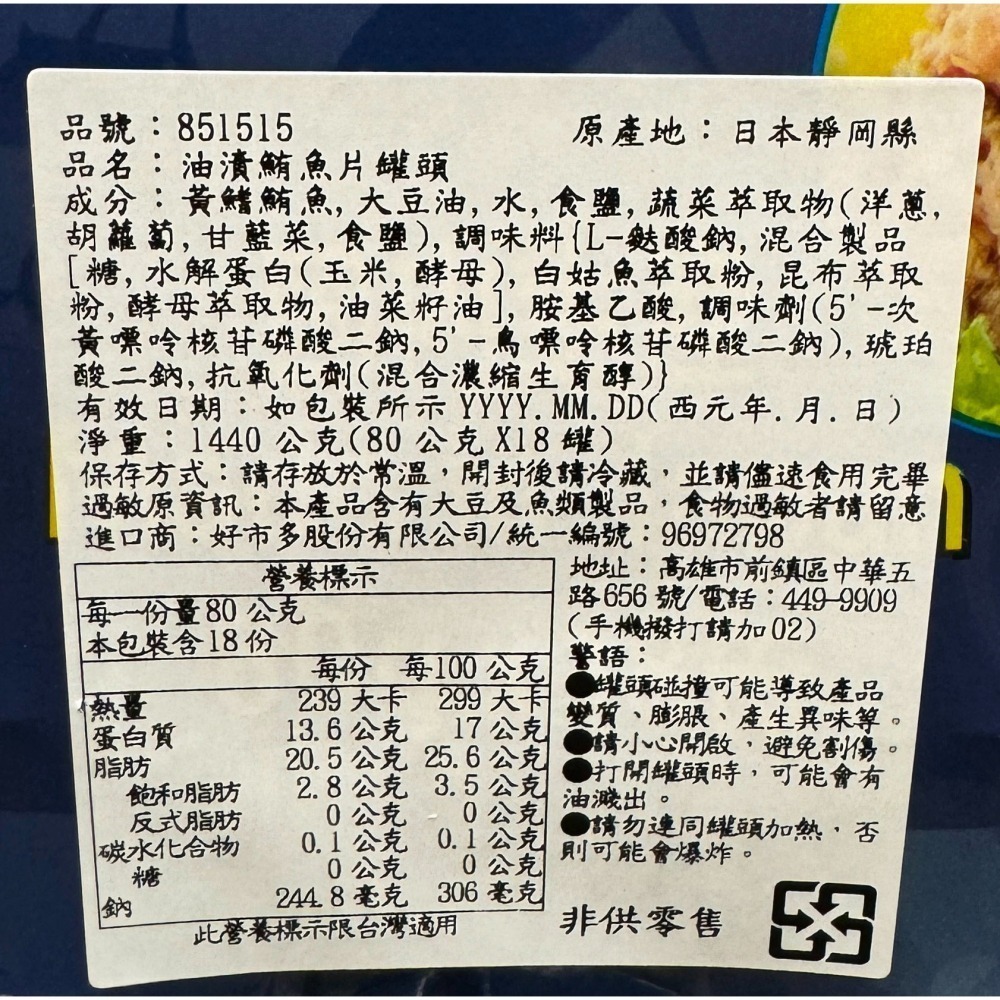 品號：851515 原產地：日本靜岡縣
品名：油漬鮪魚片罐頭
成分：黃鰭鮪魚, 大豆油, 水, 食鹽, 蔬菜萃取物(洋蔥,
胡蘿蔔, 甘藍菜, 食鹽), 調味料{L-麩酸鈉, 混合製品
[糖, 水解蛋白(玉米, 酵母), 白姑魚萃取粉, 昆布萃取
粉, 酵母萃取物, 油菜籽油], 胺基乙酸, 調味劑(5'-次
黃嘌呤核苷磷酸二鈉, 5'-鳥嘌呤核苷磷酸二鈉), 琥珀
酸二鈉, 抗氧化劑(混合濃縮生育醇)}
有效日期：如包裝所示 YYYY.MM.DD(西元年.月.日)
淨重：1440 公克(80 公克 X18 罐)
保存方式：請存放於常溫，開封後請冷藏，並請儘速食用完畢
過敏原資訊：本產品含有大豆及魚類製品，食物過敏者請留意
進口商：好市多股份有限公司/統一編號：96972798
地址：高雄市前鎮區中華五
路 656 號/電話：449-9909
(手機撥打請加 02)
警語：
●罐頭碰撞可能導致產品
變質、膨脹、產生異味等。
●請小心開啟，避免割傷。
●打開罐頭時，可能會有
油濺出。
●請勿連同罐頭加熱，否
則可能會爆炸。
非供零售
營養標示
每一份量 80 公克
本包裝含 18 份
每份 每 100 公克
熱量 239 大卡 299 大卡
蛋白質 13.6 公克 17 公克
脂肪 20.5 公克 25.6 公克
飽和脂肪 2.8 公克 3.5 公克
反式脂肪 0 公克 0 公克
碳水化合物 0.1 公克 0.1 公克
糖 0 公克 0 公克
鈉 244.8 毫克 306 毫克
此營養標示限台灣適用